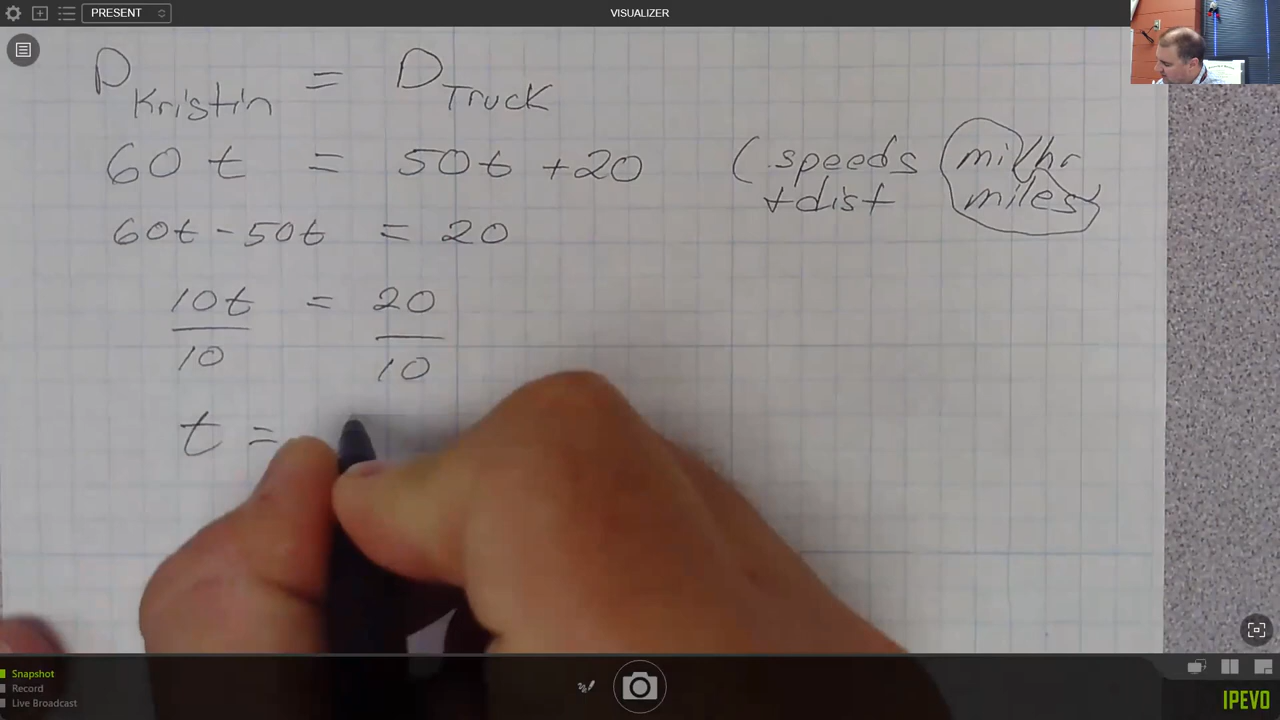 PRESENT
VISUALIZER
D Kristin = D Truck
60t = 50t + 20 (speeds mi/hr
+ dist miles
60t - 50t = 20
10t = 20
10 10
t =
Snapshot
Record
Live Broadcast
IPEVO